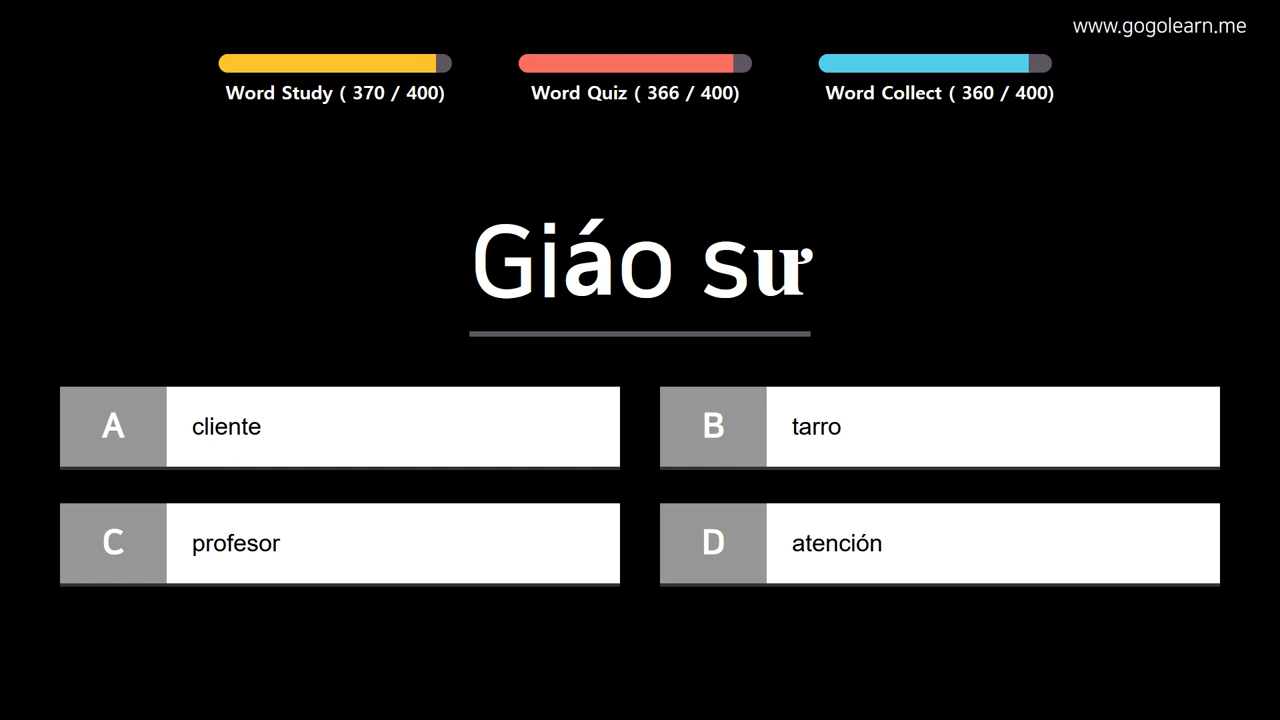 www.gogolearn.me
Word Study ( 370 / 400)
Word Quiz ( 366 / 400)
Word Collect ( 360 / 400)
Giáo sư
A cliente
B tarro
C profesor
D atención